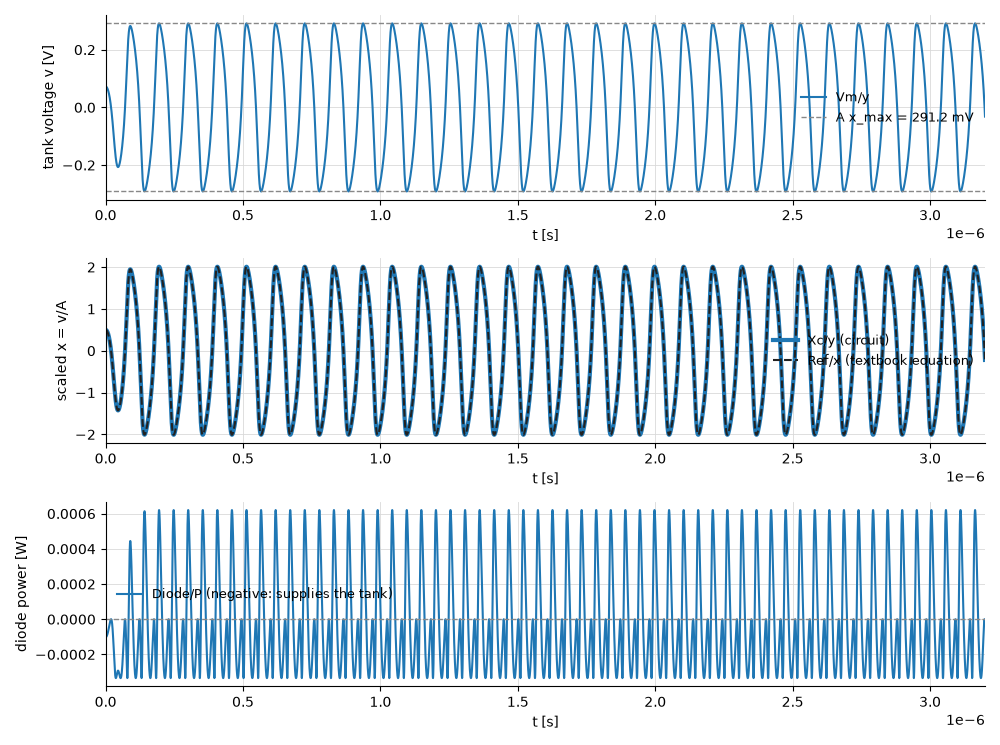 tank voltage v [V]
0.2
0.0
−0.2
Vm/y
A x_max = 291.2 mV
0.0 0.5 1.0 1.5 2.0 2.5 3.0
t [s]
1e−6
scaled x = v/A
2
1
0
−1
−2
Xc/y (circuit)
Ref/x (textbook equation)
0.0 0.5 1.0 1.5 2.0 2.5 3.0
t [s]
1e−6
diode power [W]
0.0006
0.0004
0.0002
0.0000
−0.0002
Diode/P (negative: supplies the tank)
0.0 0.5 1.0 1.5 2.0 2.5 3.0
t [s]
1e−6